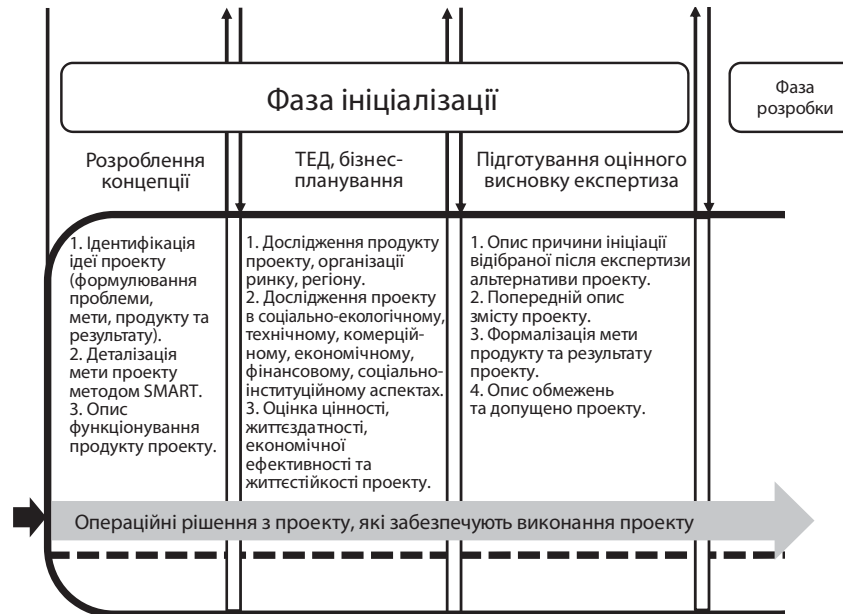 Фаза ініціалізації
Фаза
розробки
Розроблення
концепції
ТЕД, бізнес-
планування
Підготування оцінного
висновку експертиза
1. Ідентифікація
ідеї проекту
(формулювання
проблеми,
мети, продукту та
результату).
2. Деталізація
мети проекту
методом SMART.
3. Опис
функціонування
продукту проекту.
1. Дослідження продукту
проекту, організації
ринку, регіону.
2. Дослідження проекту
в соціально-екологічному,
технічному, комерцій-
ному, економічному,
фінансовому, соціально-
інституційному аспектах.
3. Оцінка цінності,
життєздатності,
економічної
ефективності та
життєстійкості проекту.
1. Опис причини ініціації
відібраної після експертизи
альтернативи проекту.
2. Попередній опис
змісту проекту.
3. Формалізація мети
продукту та результату
проекту.
4. Опис обмежень
та допущено проекту.
Операційні рішення з проекту, які забезпечують виконання проекту